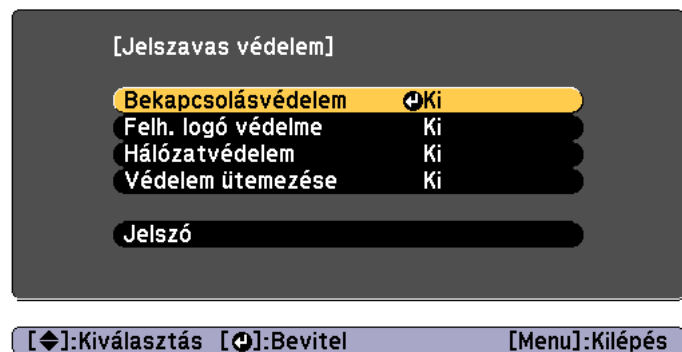 [Jelszavas védelem]
Bekapcsolásvédelem Ki
Felh. logó védelme Ki
Hálózatvédelem Ki
Védelem ütemezése Ki
Jelszó
[◆]:Kiválasztás [⏎]:Bevitel [Menu]:Kilépés